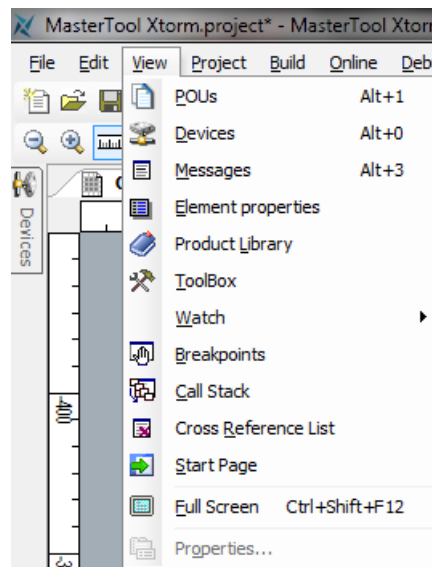 MasterTool Xtorm.project* - MasterTool Xtorm
File Edit View Project Build Online Deb
POUs Alt+1
Devices Alt+0
Messages Alt+3
Element properties
Product Library
ToolBox
Watch
Breakpoints
Call Stack
Cross Reference List
Start Page
Full Screen Ctrl+Shift+F12
Properties...
Devices
-400